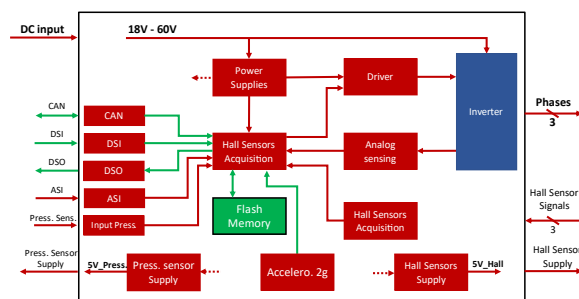 DC input
18V - 60V
Power
Supplies
Driver
Inverter
CAN
CAN
Phases
3
DSI
DSI
Hall Sensors
Acquisition
Analog
sensing
DSO
DSO
ASI
ASI
Hall Sensor
Signals
3
Press. Sens.
Input Press
Flash
Memory
Hall Sensors
Acquisition
Press. Sensor
Supply
5V_Press.
Press. sensor
Supply
Accelero. 2g
Hall Sensors
Supply
5V_Hall
Hall Sensor
Supply